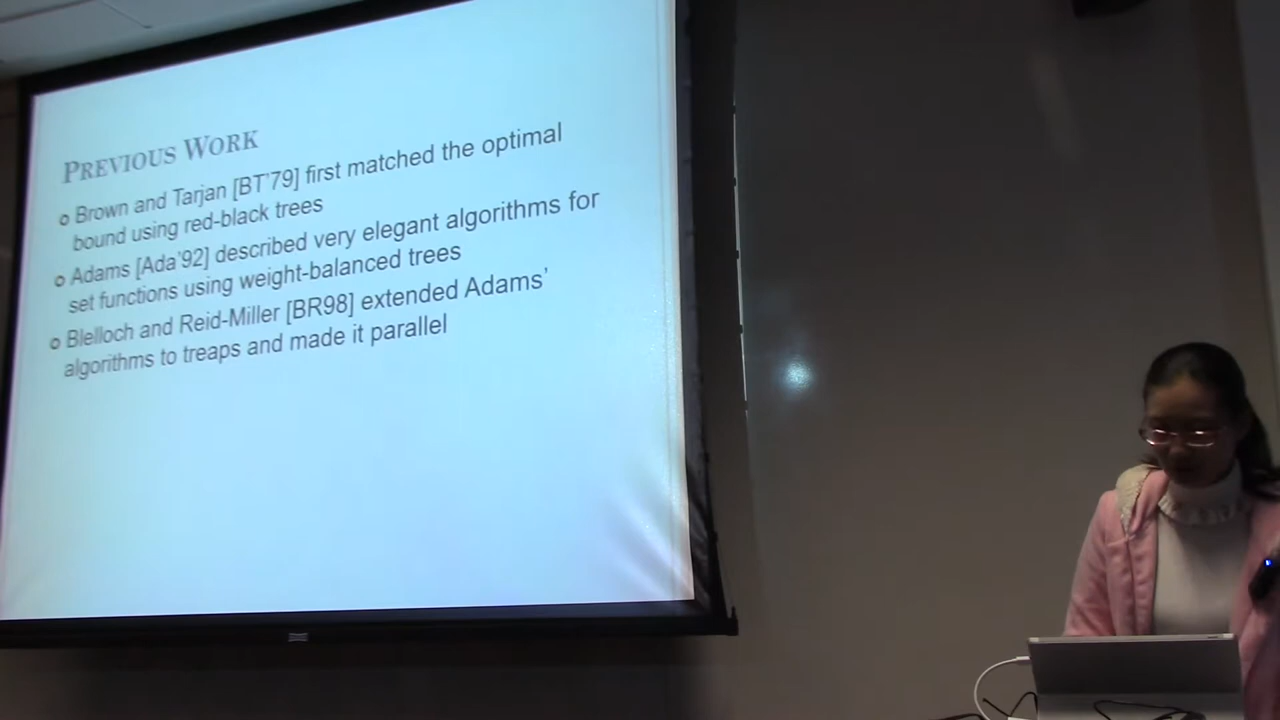 PREVIOUS WORK
Brown and Tarjan [BT'79] first matched the optimal
bound using red-black trees
Adams [Ada'92] described very elegant algorithms for
set functions using weight-balanced trees
Blelloch and Reid-Miller [BR98] extended Adams'
algorithms to treaps and made it parallel